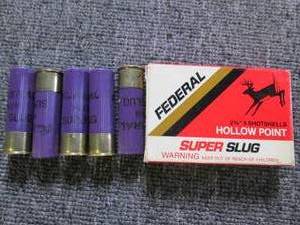 FEDERAL
2¾" 5 SHOTSHELLS
HOLLOW POINT
SUPER SLUG
WARNING KEEP OUT OF REACH OF CHILDREN